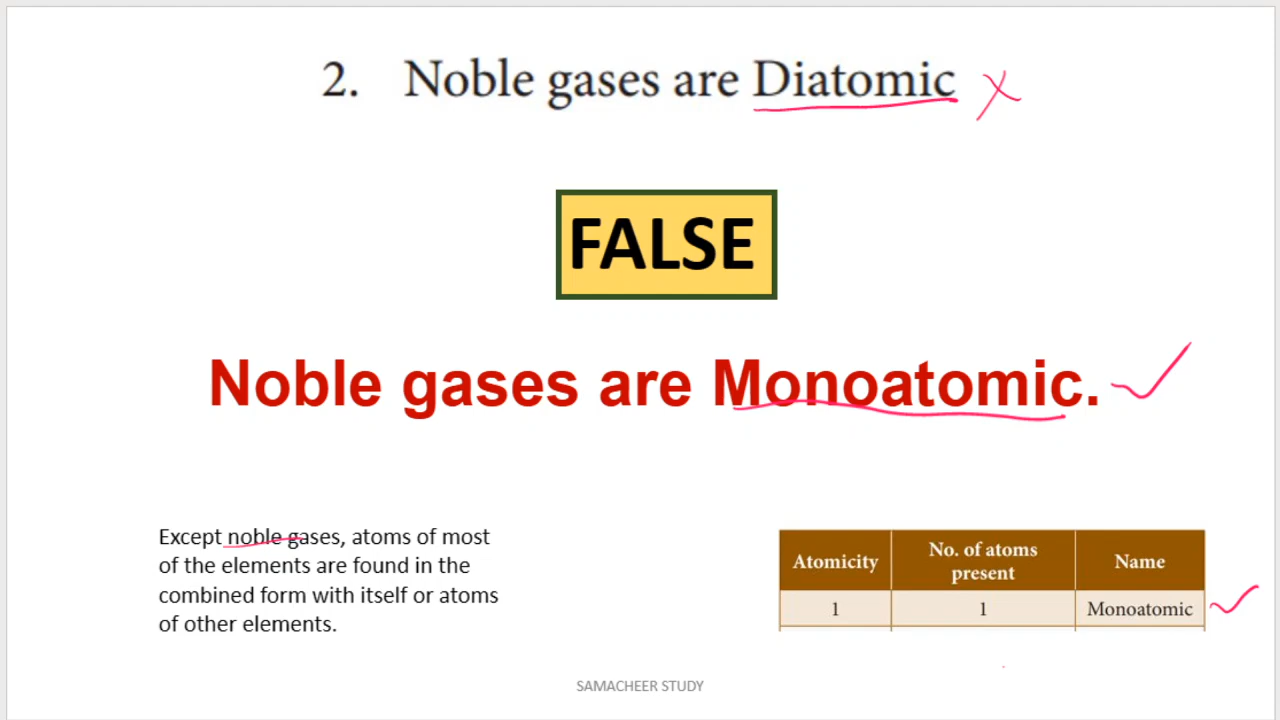 2. Noble gases are Diatomic
FALSE
Noble gases are Monoatomic.
Except noble gases, atoms of most
of the elements are found in the
combined form with itself or atoms
of other elements.
Atomicity No. of atoms present Name
1 1 Monoatomic
SAMACHEER STUDY